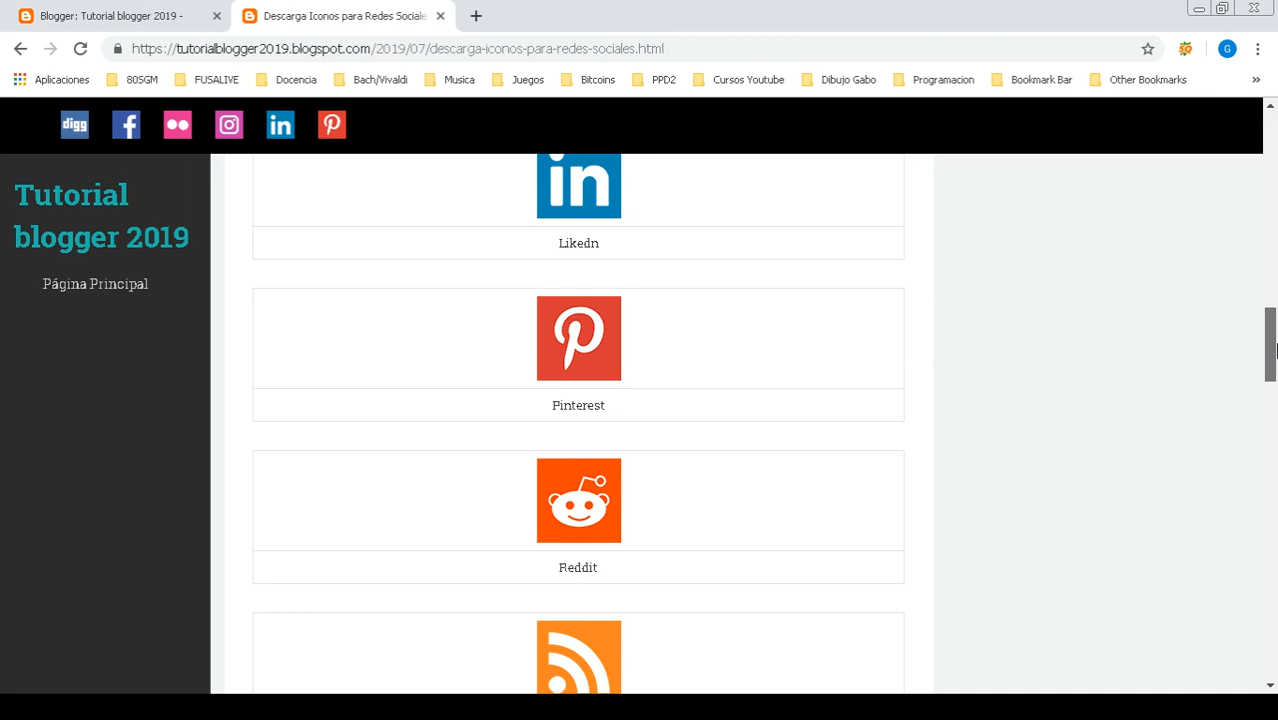 Blogger: Tutorial blogger 2019 -
Descarga Iconos para Redes Sociale
https://tutorialblogger2019.blogspot.com/2019/07/descarga-iconos-para-redes-sociales.html
G
Aplicaciones 80SGM FUSALIVE Docencia Bach/Vivaldi Musica Juegos Bitcoins PPD2 Cursos Youtube Dibujo Gabo Programacion Bookmark Bar Other Bookmarks
digg
in
Tutorial
blogger 2019
Página Principal
in
Likedn
Pinterest
Reddit